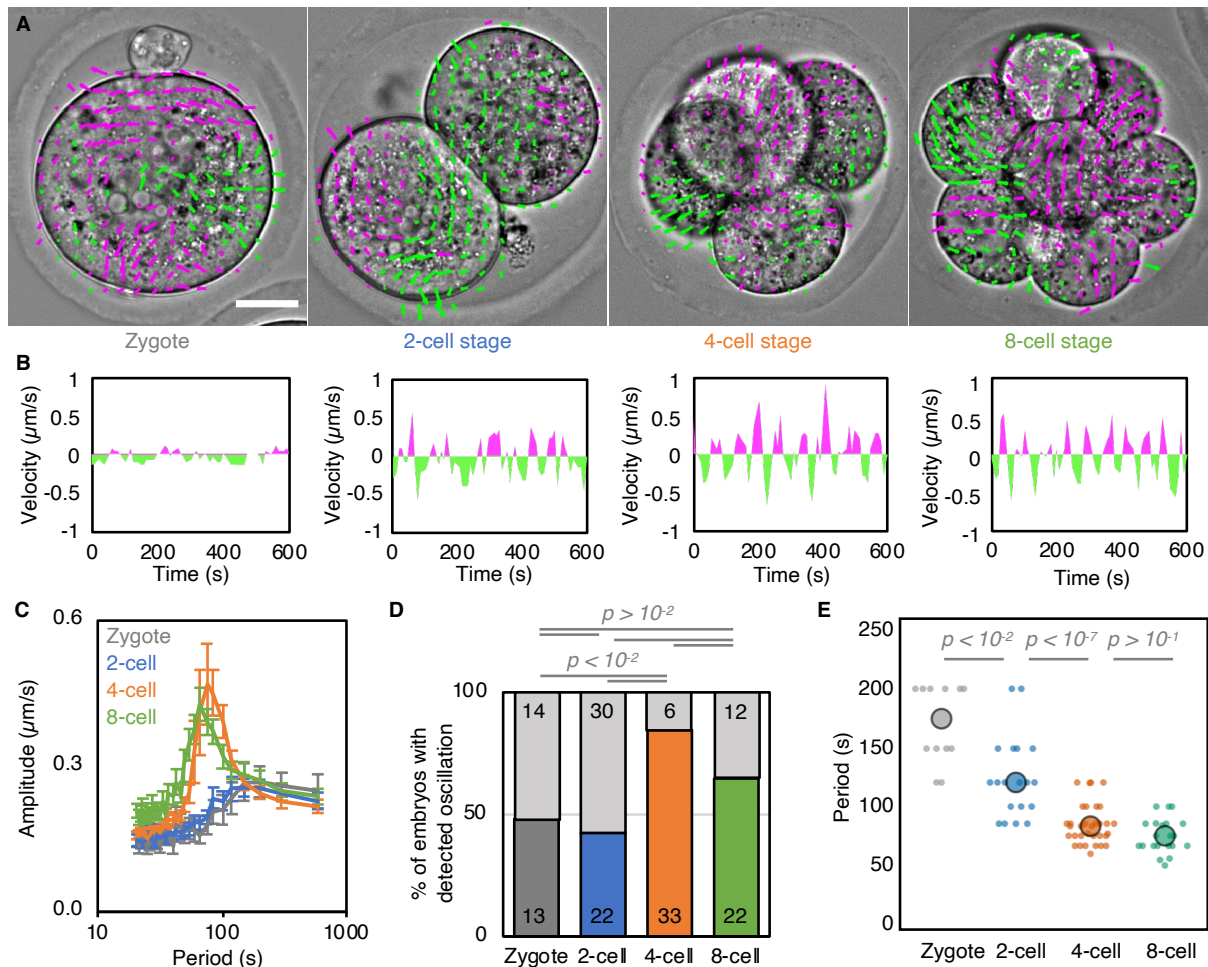 A
Zygote
2-cell stage
4-cell stage
8-cell stage
B
Velocity (µm/s)
1
0.5
0
-0.5
-1
0 200 400 600
Time (s)
Velocity (µm/s)
1
0.5
0
-0.5
-1
0 200 400 600
Time (s)
Velocity (µm/s)
1
0.5
0
-0.5
-1
0 200 400 600
Time (s)
Velocity (µm/s)
1
0.5
0
-0.5
-1
0 200 400 600
Time (s)
C
Amplitude (µm/s)
0.6
0.3
0.0
Zygote
2-cell
4-cell
8-cell
10 100 1000
Period (s)
D
p > 10-2
p < 10-2
% of embryos with
detected oscillation
100
50
0
14 30 6 12
13 22 33 22
Zygote 2-cell 4-cell 8-cell
E
Period (s)
250
200
150
100
50
0
p < 10-2 p < 10-7 p > 10-1
Zygote 2-cell 4-cell 8-cell